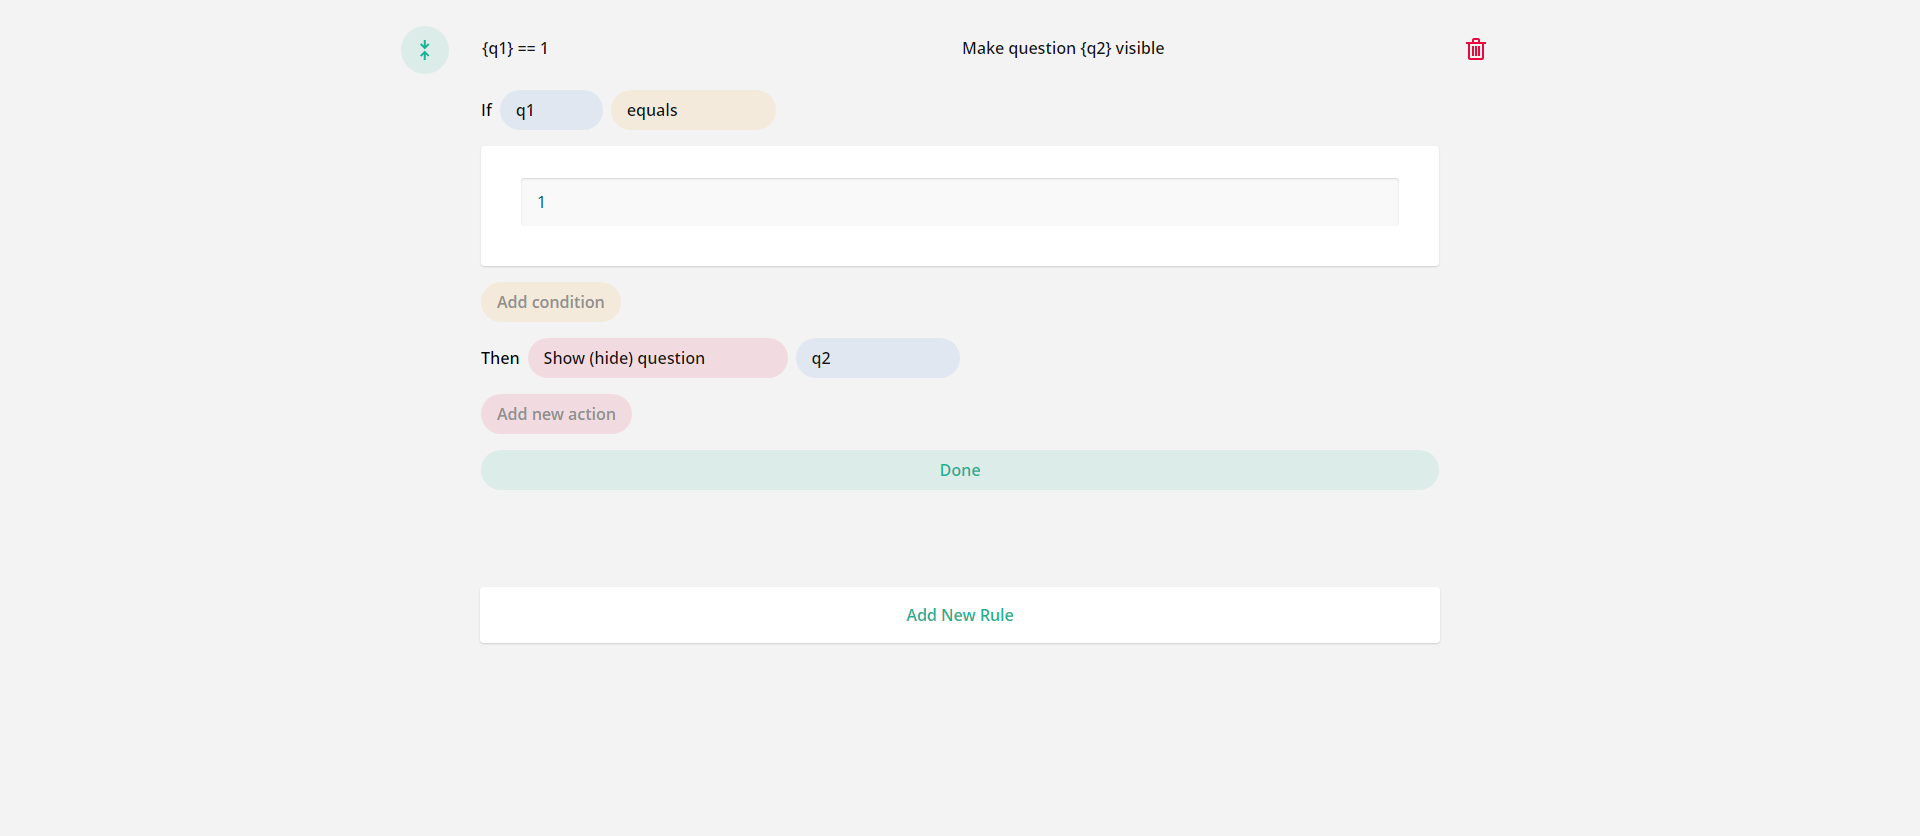 {q1} == 1 Make question {q2} visible
If q1 equals
1
Add condition
Then Show (hide) question q2
Add new action
Done
Add New Rule